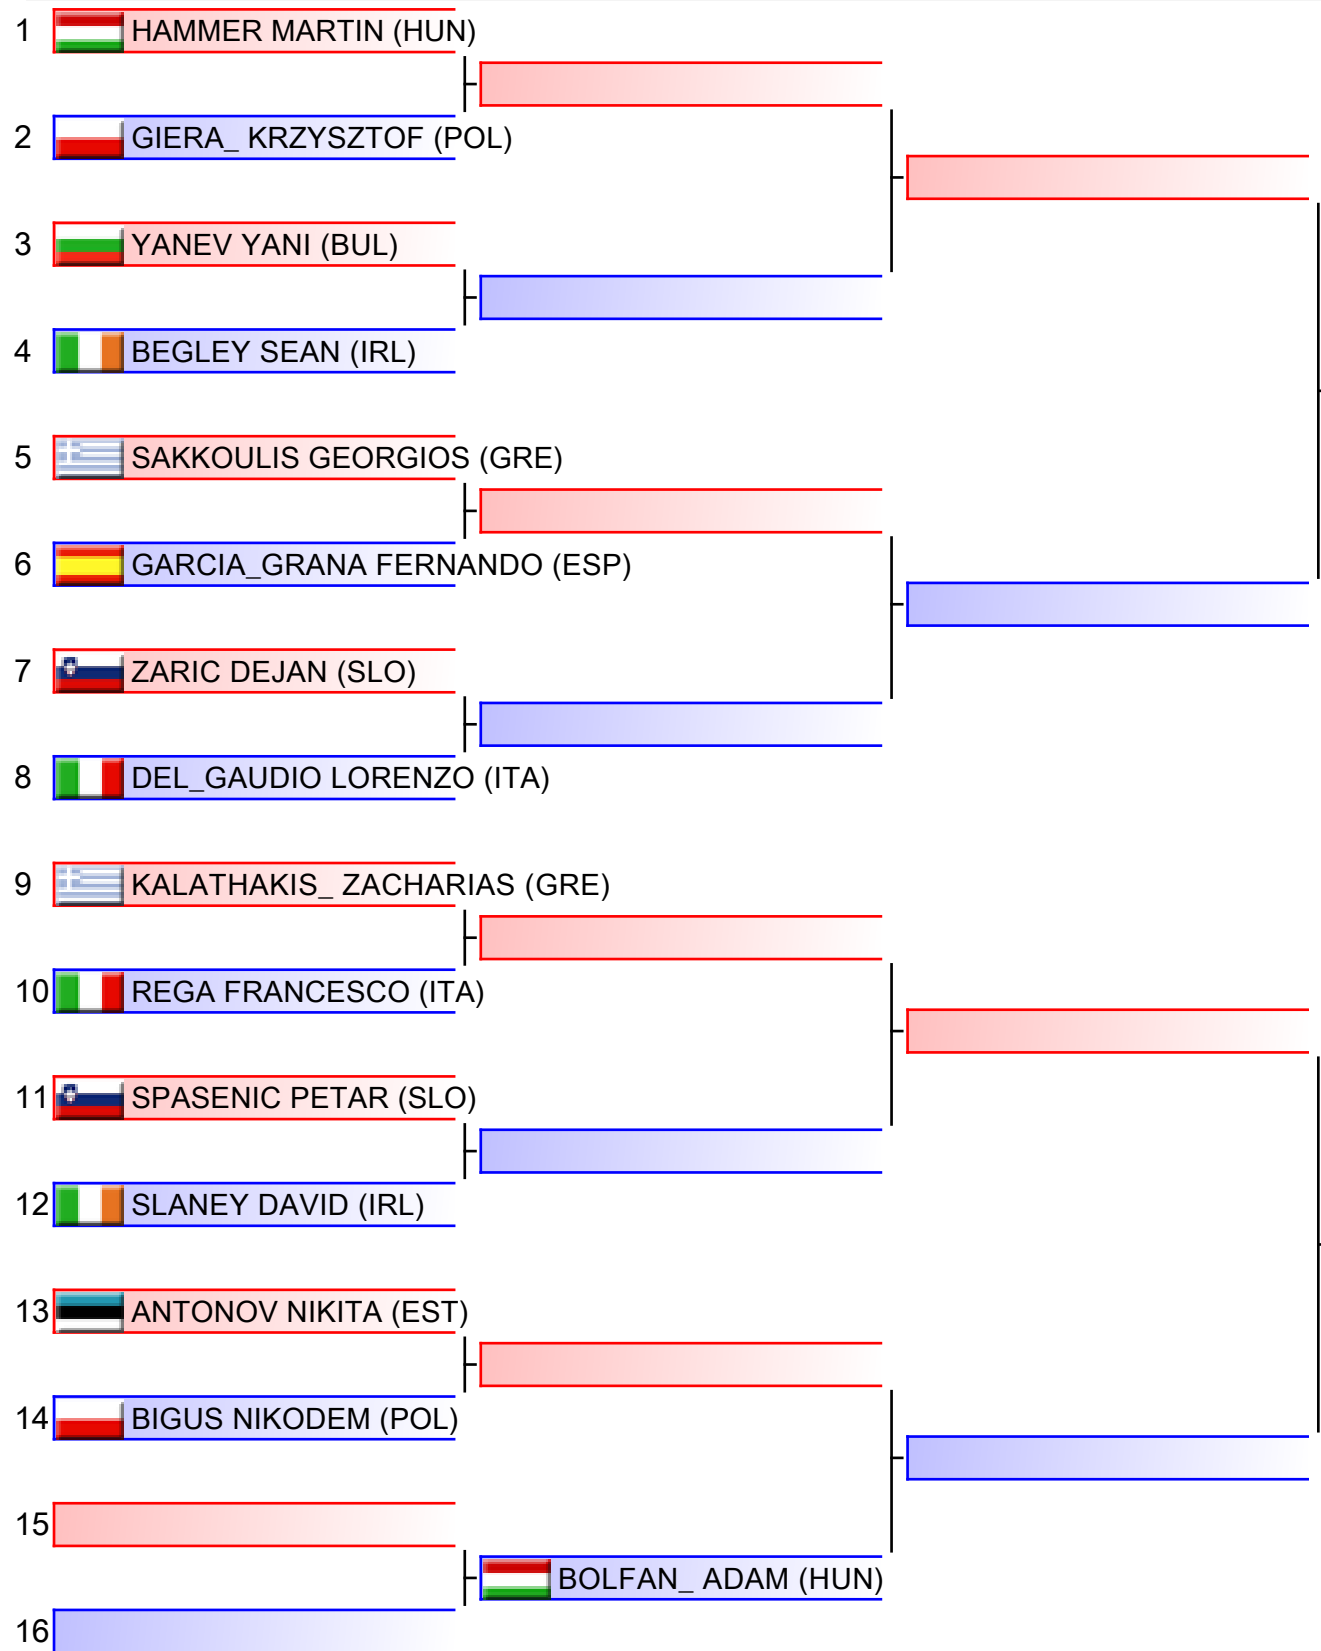 1 HAMMER MARTIN (HUN)
2 GIERA_ KRZYSZTOF (POL)
3 YANEV YANI (BUL)
4 BEGLEY SEAN (IRL)
5 SAKKOULIS GEORGIOS (GRE)
6 GARCIA_GRANA FERNANDO (ESP)
7 ZARIC DEJAN (SLO)
8 DEL_GAUDIO LORENZO (ITA)
9 KALATHAKIS_ ZACHARIAS (GRE)
10 REGA FRANCESCO (ITA)
11 SPASENIC PETAR (SLO)
12 SLANEY DAVID (IRL)
13 ANTONOV NIKITA (EST)
14 BIGUS NIKODEM (POL)
15
BOLFAN_ ADAM (HUN)
16